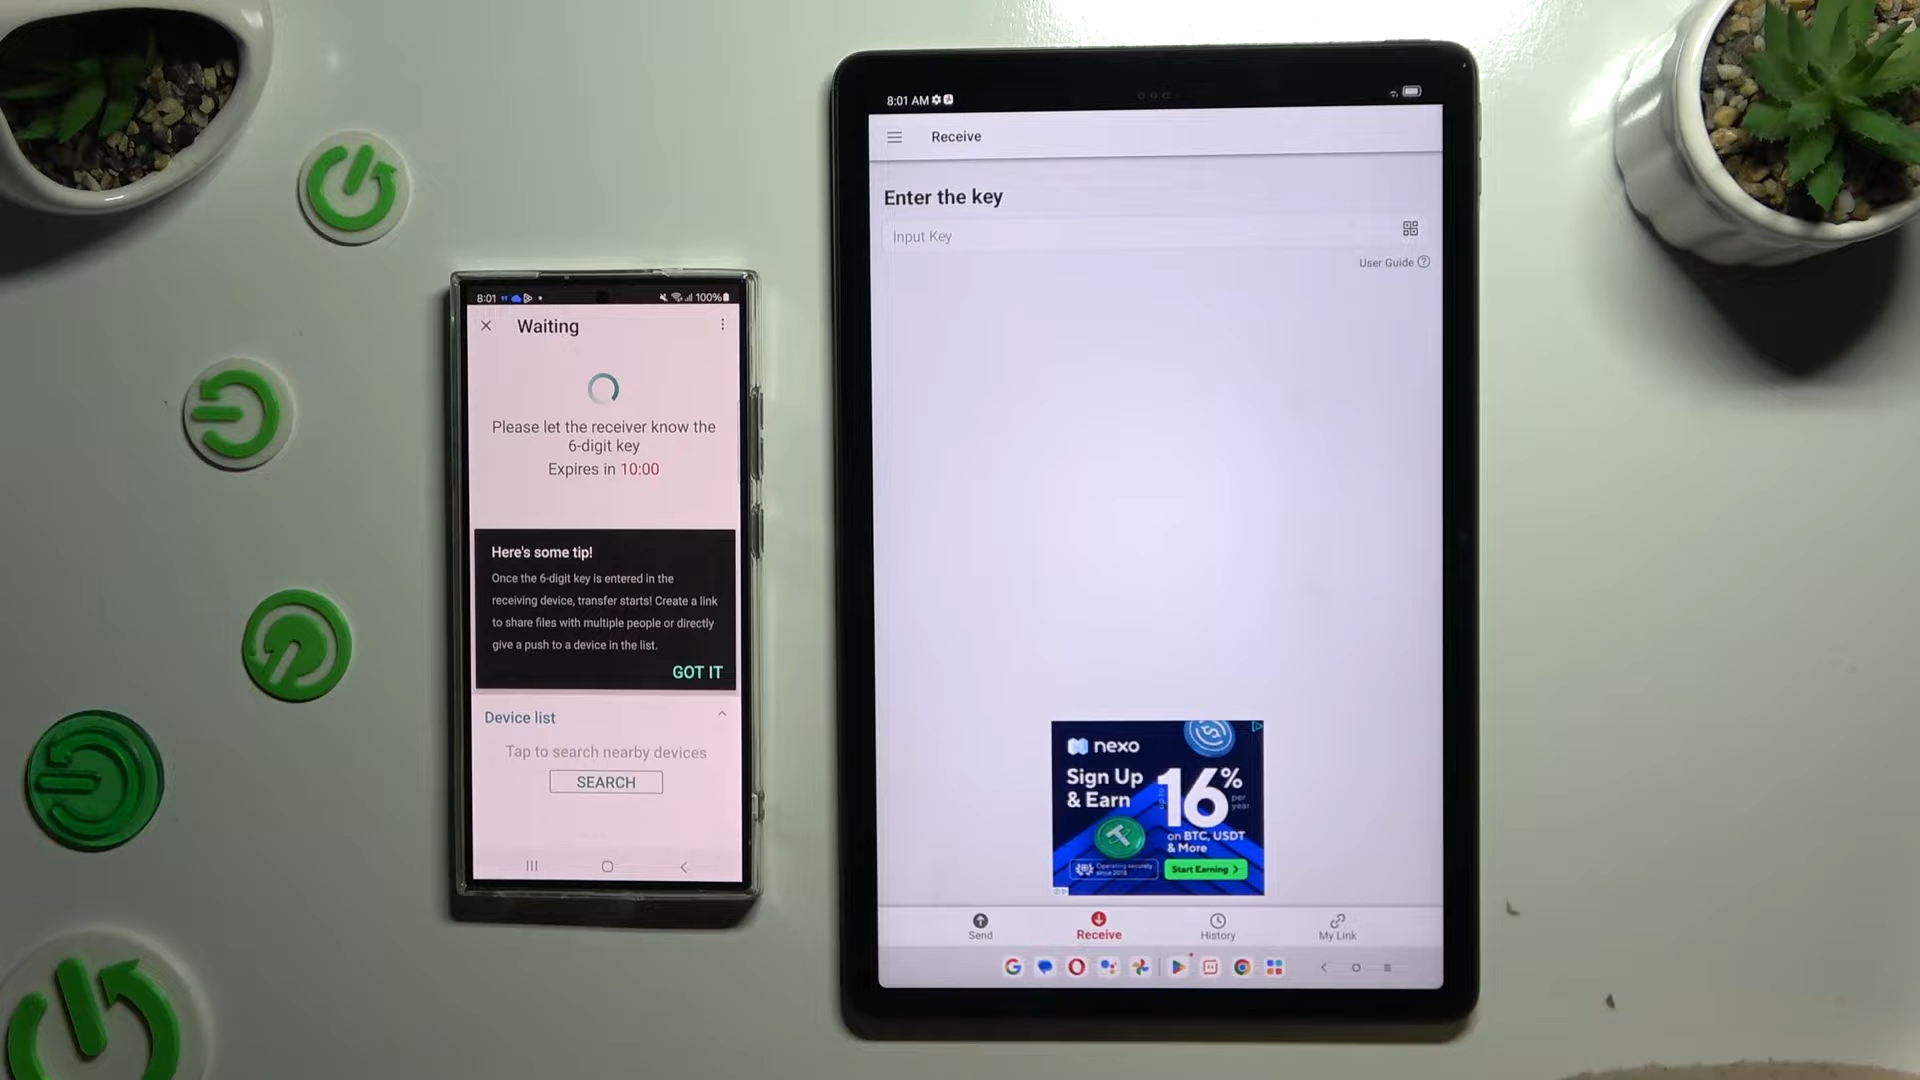 8:01
100%
Waiting
Please let the receiver know the
6-digit key
Expires in 10:00
Here's some tip!
Once the 6-digit key is entered in the
receiving device, transfer starts! Create a link
to share files with multiple people or directly
give a push to a device in the list.
GOT IT
Device list
Tap to search nearby devices
SEARCH
8:01 AM
Receive
Enter the key
Input Key
User Guide
nexo
Sign Up
& Earn
up to
16%
per
year
on BTC, USDT
& More
Operating securely
since 2018
Start Earning
Send
Receive
History
My Link